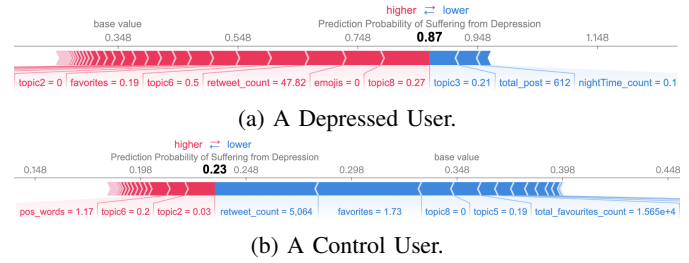 higher ⇄ lower
base value Prediction Probability of Suffering from Depression
0.348 0.548 0.748 0.87 0.948 1.148
topic2 = 0 favorites = 0.19 topic6 = 0.5 retweet_count = 47.82 emojis = 0 topic8 = 0.27 topic3 = 0.21 total_post = 612 nightTime_count = 0.1
(a) A Depressed User.
higher ⇄ lower
Prediction Probability of Suffering from Depression base value
0.148 0.198 0.23 0.248 0.298 0.348 0.398 0.448
pos_words = 1.17 topic6 = 0.2 topic2 = 0.03 retweet_count = 5,064 favorites = 1.73 topic8 = 0 topic5 = 0.19 total_favourites_count = 1.565e+4
(b) A Control User.